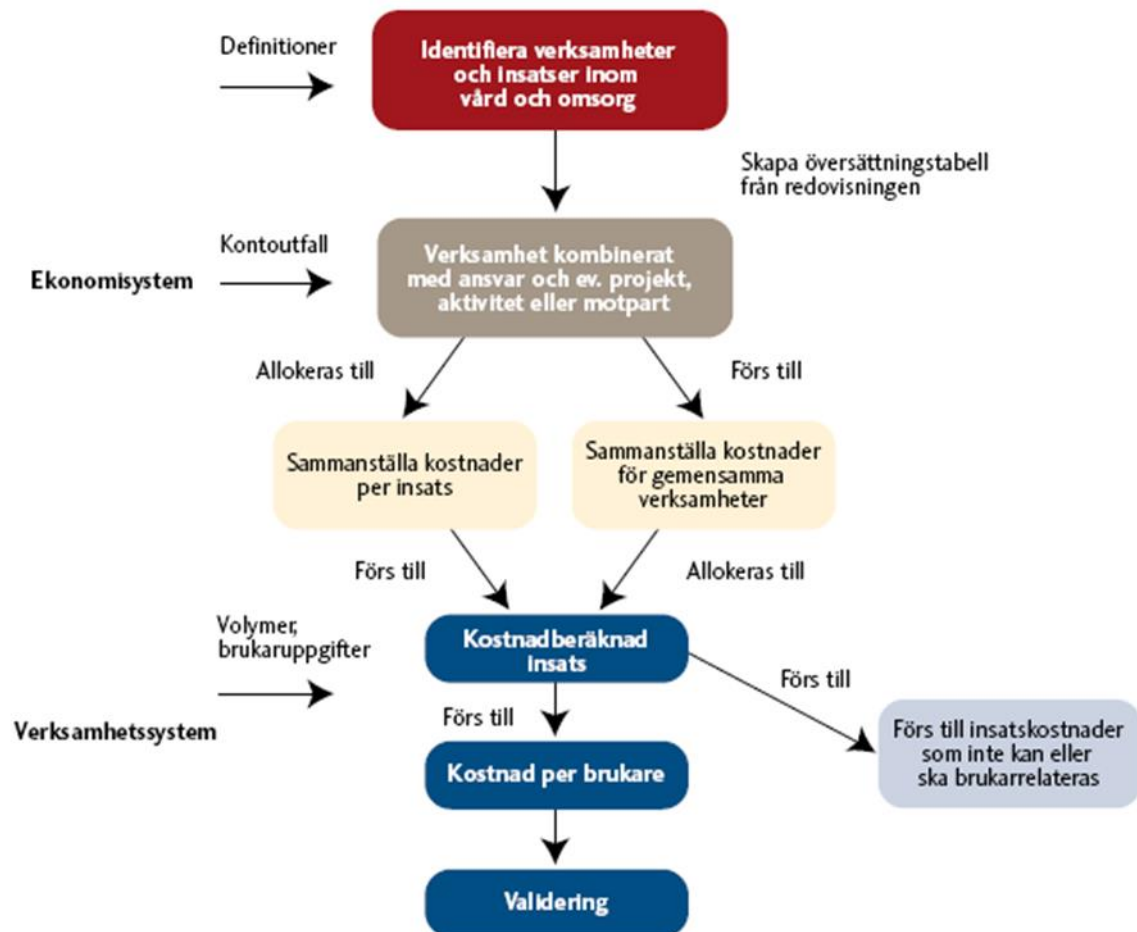 Definitioner
Identifiera verksamheter
och insatser inom
vård och omsorg
Skapa översättningstabell
från redovisningen
Kontoutfall
Ekonomisystem
Verksamhet kombinerat
med ansvar och ev. projekt,
aktivitet eller motpart
Allokeras till
Förs till
Sammanställa kostnader
per insats
Sammanställa kostnader
för gemensamma
verksamheter
Förs till
Allokeras till
Volymer,
brukaruppgifter
Verksamhetssystem
Kostnadberäknad
insats
Förs till
Förs till
Förs till insatskostnader
som inte kan eller
ska brukarrelateras
Kostnad per brukare
Validering